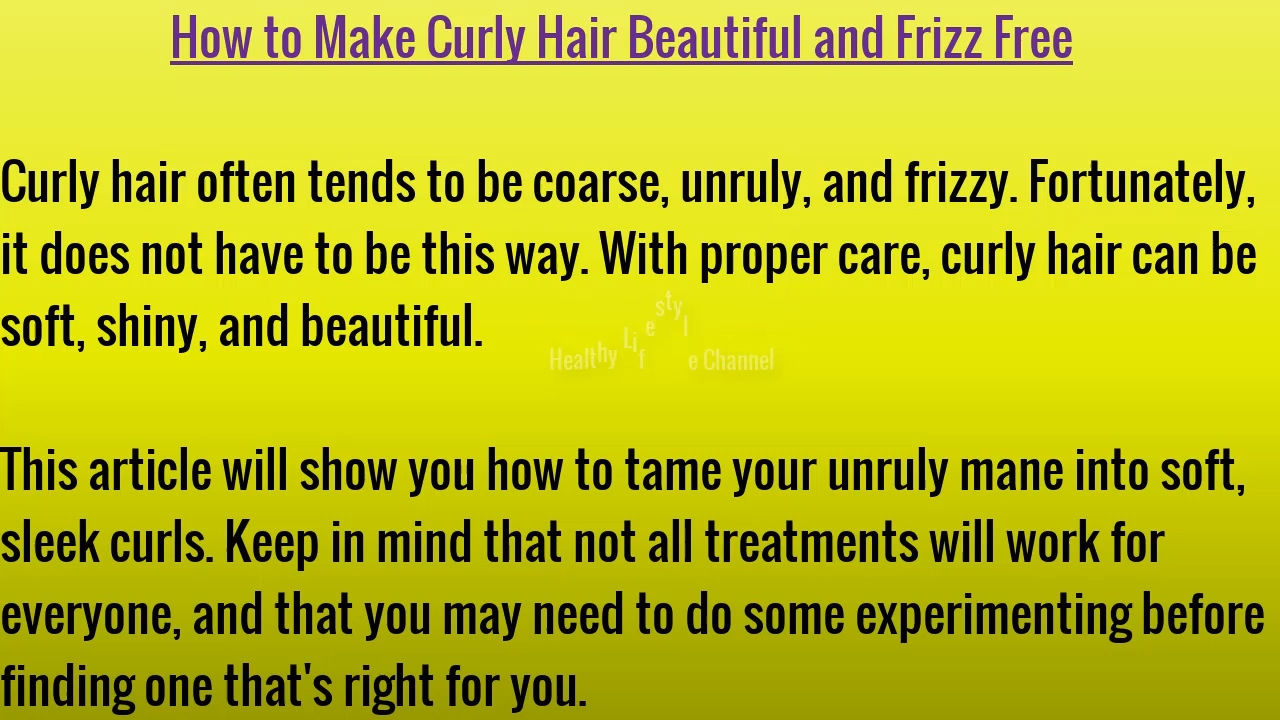 How to Make Curly Hair Beautiful and Frizz Free
Curly hair often tends to be coarse, unruly, and frizzy. Fortunately,
it does not have to be this way. With proper care, curly hair can be
soft, shiny, and beautiful.
Healthy Lifestyle Channel
This article will show you how to tame your unruly mane into soft,
sleek curls. Keep in mind that not all treatments will work for
everyone, and that you may need to do some experimenting before
finding one that's right for you.